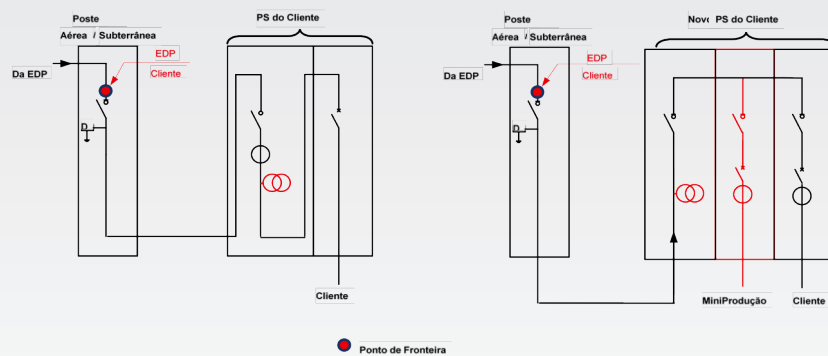 Poste
Aérea / Subterrânea
EDP
Cliente
Da EDP
D
PS do Cliente
Cliente
Poste
Aérea / Subterrânea
EDP
Cliente
Da EDP
D
Novo PS do Cliente
MiniProdução
Cliente
Ponto de Fronteira